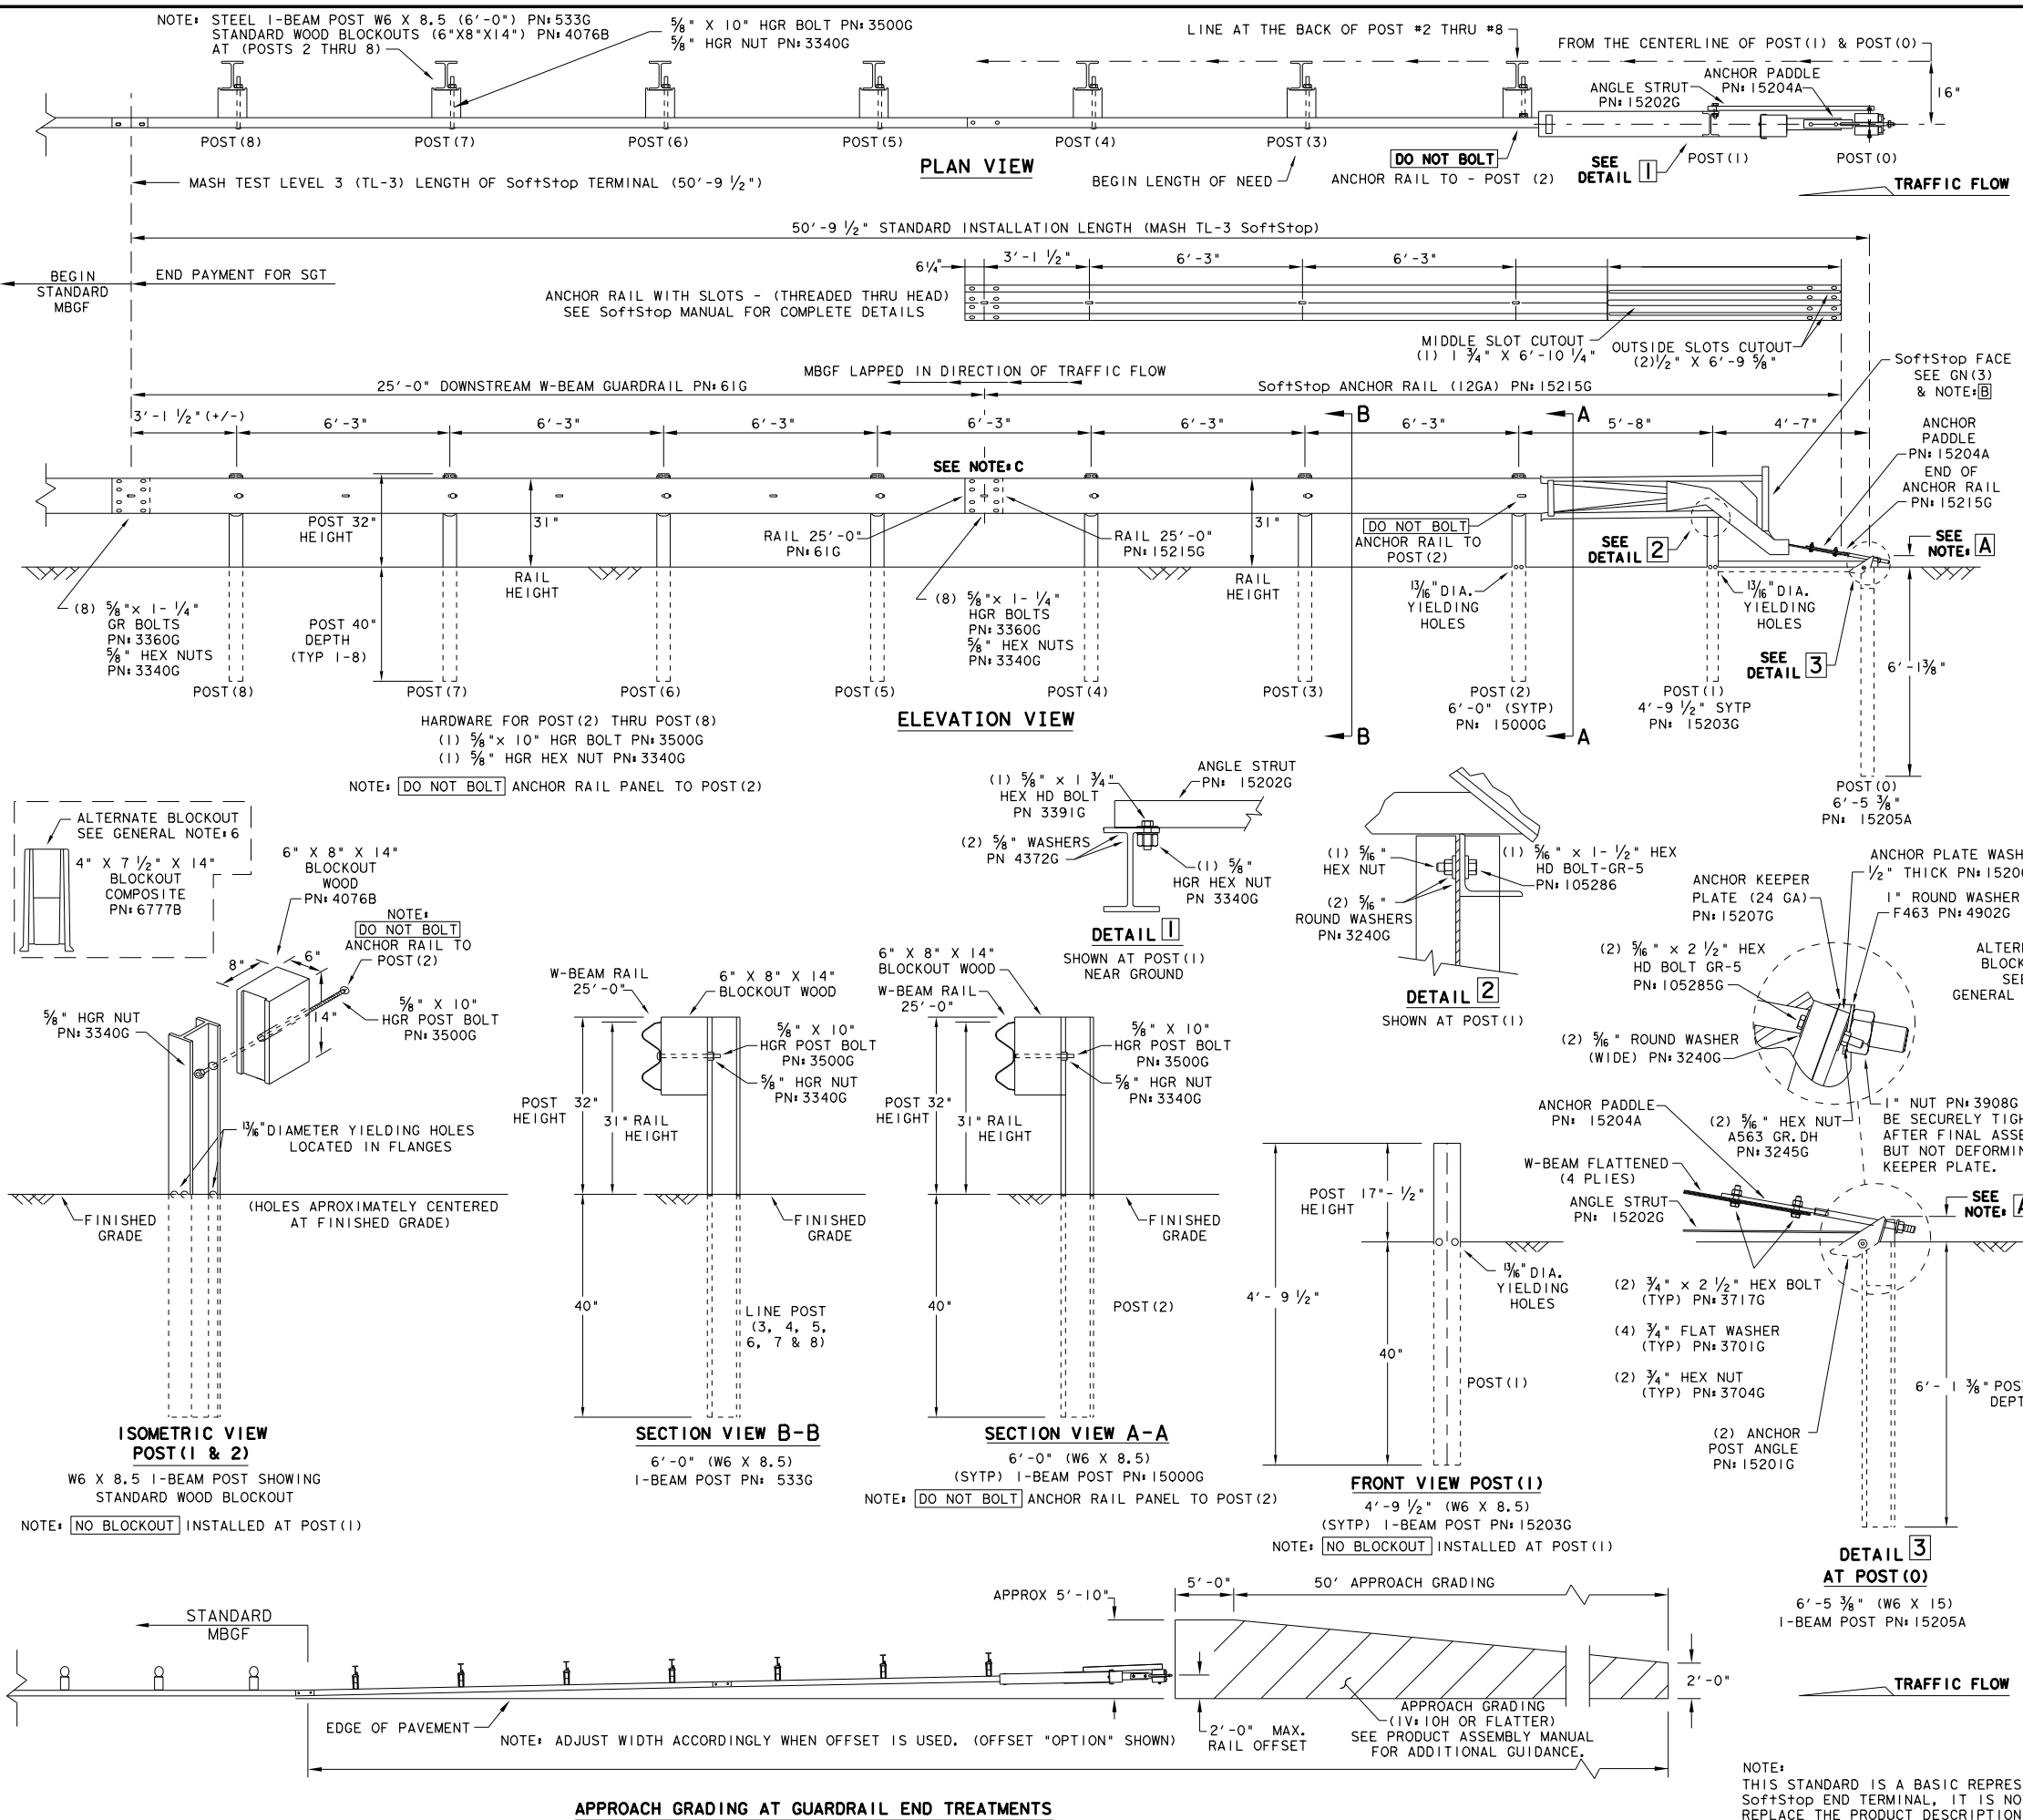 NOTE: STEEL I-BEAM POST W6 X 8.5 (6'-0") PN:533G
STANDARD WOOD BLOCKOUTS (6"X8"X14") PN:4076B
AT (POSTS 2 THRU 8)
5/8" X 10" HGR BOLT PN:3500G
5/8" HGR NUT PN:3340G
LINE AT THE BACK OF POST #2 THRU #8
FROM THE CENTERLINE OF POST(1) & POST(0)
ANCHOR PADDLE
PN:15204A
ANGLE STRUT
PN:15202G
16"
POST(8)
POST(7)
POST(6)
POST(5)
POST(4)
POST(3)
POST(1)
POST(0)
PLAN VIEW
BEGIN LENGTH OF NEED
DO NOT BOLT
ANCHOR RAIL TO - POST (2)
SEE
DETAIL 1
TRAFFIC FLOW
MASH TEST LEVEL 3 (TL-3) LENGTH OF SoftStop TERMINAL (50'-9 1/2")
50'-9 1/2" STANDARD INSTALLATION LENGTH (MASH TL-3 SoftStop)
BEGIN
STANDARD
MBGF
END PAYMENT FOR SGT
6 1/4"
3'-1 1/2"
6'-3"
6'-3"
ANCHOR RAIL WITH SLOTS - (THREADED THRU HEAD)
SEE SoftStop MANUAL FOR COMPLETE DETAILS
MIDDLE SLOT CUTOUT
(1) 1 3/4" X 6'-10 1/4"
OUTSIDE SLOTS CUTOUT
(2)1/2" X 6'-9 5/8"
SoftStop FACE
SEE GN(3)
& NOTE:B
MBGF LAPPED IN DIRECTION OF TRAFFIC FLOW
25'-0" DOWNSTREAM W-BEAM GUARDRAIL PN:61G
SoftStop ANCHOR RAIL (12GA) PN:15215G
3'-1 1/2"(+/-)
6'-3"
6'-3"
6'-3"
6'-3"
6'-3"
6'-3"
5'-8"
4'-7"
B
A
ANCHOR
PADDLE
PN:15204A
END OF
ANCHOR RAIL
PN:15215G
SEE NOTE:C
POST 32"
HEIGHT
31"
RAIL
HEIGHT
RAIL 25'-0"
PN:61G
RAIL 25'-0"
PN:15215G
31"
RAIL
HEIGHT
DO NOT BOLT
ANCHOR RAIL TO
POST(2)
SEE
DETAIL 2
SEE
NOTE: A
(8) 5/8"x 1-1/4"
GR BOLTS
PN:3360G
5/8" HEX NUTS
PN:3340G
POST 40"
DEPTH
(TYP 1-8)
(8) 5/8"x 1-1/4"
HGR BOLTS
PN:3360G
5/8" HEX NUTS
PN:3340G
13/16" DIA.
YIELDING
HOLES
13/16" DIA.
YIELDING
HOLES
SEE
DETAIL 3
6'-1 3/8"
POST(8)
POST(7)
POST(6)
POST(5)
POST(4)
POST(3)
POST(2)
6'-0" (SYTP)
PN: 15000G
POST(1)
4'-9 1/2" SYTP
PN: 15203G
B
A
ELEVATION VIEW
HARDWARE FOR POST(2) THRU POST(8)
(1) 5/8"x 10" HGR BOLT PN:3500G
(1) 5/8" HGR HEX NUT PN:3340G
NOTE: DO NOT BOLT ANCHOR RAIL PANEL TO POST(2)
POST(0)
6'-5 3/8"
PN: 15205A
ALTERNATE BLOCKOUT
SEE GENERAL NOTE:6
4" X 7 1/2" X 14"
BLOCKOUT
COMPOSITE
PN:6777B
6" X 8" X 14"
BLOCKOUT
WOOD
PN:4076B
NOTE:
DO NOT BOLT
ANCHOR RAIL TO
POST(2)
8"
6"
14"
5/8" X 10"
HGR POST BOLT
PN:3500G
5/8" HGR NUT
PN:3340G
13/16"DIAMETER YIELDING HOLES
LOCATED IN FLANGES
(HOLES APROXIMATELY CENTERED
AT FINISHED GRADE)
FINISHED
GRADE
ISOMETRIC VIEW
POST(1 & 2)
W6 X 8.5 I-BEAM POST SHOWING
STANDARD WOOD BLOCKOUT
NOTE: NO BLOCKOUT INSTALLED AT POST(1)
W-BEAM RAIL
25'-0"
6" X 8" X 14"
BLOCKOUT WOOD
5/8" X 10"
HGR POST BOLT
PN:3500G
5/8" HGR NUT
PN:3340G
POST 32"
HEIGHT
31" RAIL
HEIGHT
FINISHED
GRADE
40"
LINE POST
(3, 4, 5,
6, 7 & 8)
SECTION VIEW B-B
6'-0" (W6 X 8.5)
I-BEAM POST PN: 533G
6" X 8" X 14"
BLOCKOUT WOOD
W-BEAM RAIL
25'-0"
5/8" X 10"
HGR POST BOLT
PN:3500G
5/8" HGR NUT
PN:3340G
POST 32"
HEIGHT
31" RAIL
HEIGHT
FINISHED
GRADE
40"
POST(2)
SECTION VIEW A-A
6'-0" (W6 X 8.5)
(SYTP) I-BEAM POST PN:15000G
NOTE: DO NOT BOLT ANCHOR RAIL PANEL TO POST(2)
(1) 5/8" x 1 3/4"
HEX HD BOLT
PN 3391G
ANGLE STRUT
PN: 15202G
(2) 5/8" WASHERS
PN 4372G
(1) 5/8"
HGR HEX NUT
PN 3340G
DETAIL 1
SHOWN AT POST(1)
NEAR GROUND
(1) 5/16"
HEX NUT
(1) 5/16" x 1-1/2" HEX
HD BOLT-GR-5
PN:105286
(2) 5/16"
ROUND WASHERS
PN:3240G
DETAIL 2
SHOWN AT POST(1)
POST 17"-1/2"
HEIGHT
4'-9 1/2"
13/16" DIA.
YIELDING
HOLES
40"
POST(1)
FRONT VIEW POST(1)
4'-9 1/2" (W6 X 8.5)
(SYTP) I-BEAM POST PN:15203G
NOTE: NO BLOCKOUT INSTALLED AT POST(1)
ANCHOR PLATE WASH
1/2" THICK PN:1520
ANCHOR KEEPER
PLATE (24 GA)
PN:15207G
1" ROUND WASHER
F463 PN:4902G
(2) 5/16" x 2 1/2" HEX
HD BOLT GR-5
PN:105285G
ALTER
BLOCK
SEE
GENERAL
(2) 5/16" ROUND WASHER
(WIDE) PN:3240G
ANCHOR PADDLE
PN: 15204A
(2) 5/16" HEX NUT
A563 GR.DH
PN:3245G
1" NUT PN:3908G
BE SECURELY TIGH
AFTER FINAL ASSE
BUT NOT DEFORMIN
KEEPER PLATE.
W-BEAM FLATTENED
(4 PLIES)
ANGLE STRUT
PN: 15202G
SEE
NOTE: A
(2) 3/4" x 2 1/2" HEX BOLT
(TYP) PN:3717G
(4) 3/4" FLAT WASHER
(TYP) PN:3701G
(2) 3/4" HEX NUT
(TYP) PN:3704G
6'-1 3/8" POS
DEPT
(2) ANCHOR
POST ANGLE
PN:15201G
DETAIL 3
AT POST(0)
6'-5 3/8" (W6 X 15)
I-BEAM POST PN:15205A
STANDARD
MBGF
APPROX 5'-10"
5'-0"
50' APPROACH GRADING
2'-0"
TRAFFIC FLOW
EDGE OF PAVEMENT
NOTE: ADJUST WIDTH ACCORDINGLY WHEN OFFSET IS USED. (OFFSET "OPTION" SHOWN)
2'-0" MAX.
RAIL OFFSET
APPROACH GRADING
(1V:10H OR FLATTER)
SEE PRODUCT ASSEMBLY MANUAL
FOR ADDITIONAL GUIDANCE.
APPROACH GRADING AT GUARDRAIL END TREATMENTS
NOTE:
THIS STANDARD IS A BASIC REPRES
SoftStop END TERMINAL, IT IS NO
REPLACE THE PRODUCT DESCRIPTION